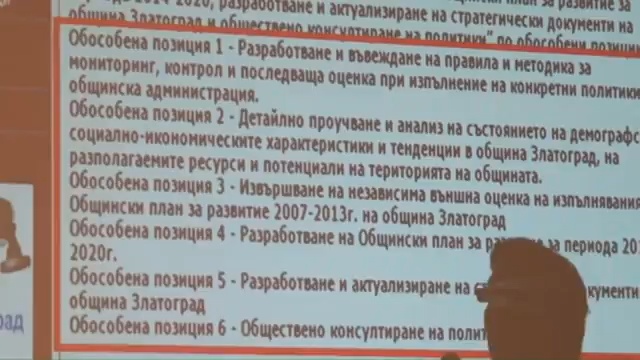 2014-2020, разработване и актуализиране на стратегически документи на
община Златоград и обществено консултиране на политики" по обособени позиции
Обособена позиция 1 - Разработване и въвеждане на правила и методика за
мониторинг, контрол и последваща оценка при изпълнение на конкретни политики
общинска администрация.
Обособена позиция 2 - Детайлно проучване и анализ на състоянието на
социално-икономическите характеристики и тенденции в община Златоград, на
разполагаемите ресурси и потенциали на територията на общината.
Обособена позиция 3 - Извършване на независима външна оценка на изпълнявания
Общински план за развитие 2007-2013г. на община Златоград
Обособена позиция 4 - Разработване на Общински план за за периода
2020г.
Обособена позиция 5 - Разработване и актуализиране на
община Златоград
Обособена позиция 6 - Обществено консултиране на